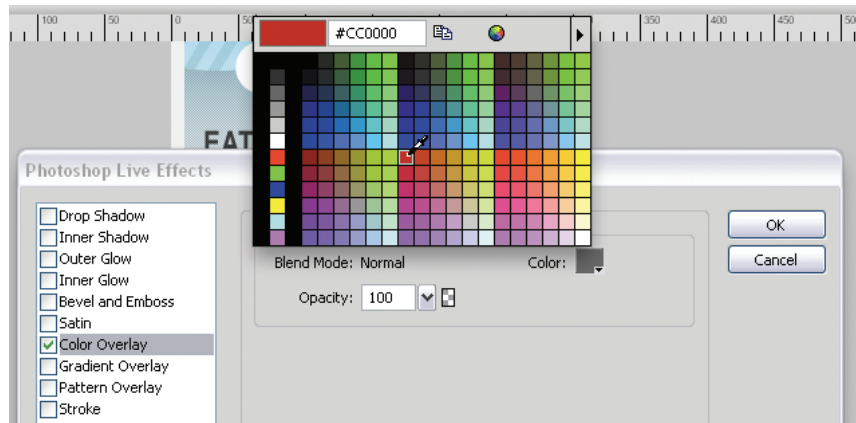 100 50 0 50 350 400 450 50
#CC0000
EAT
Photoshop Live Effects
Drop Shadow
Inner Shadow
Outer Glow
Inner Glow
Bevel and Emboss
Satin
Color Overlay
Gradient Overlay
Pattern Overlay
Stroke
Blend Mode: Normal Color:
Opacity: 100
OK
Cancel